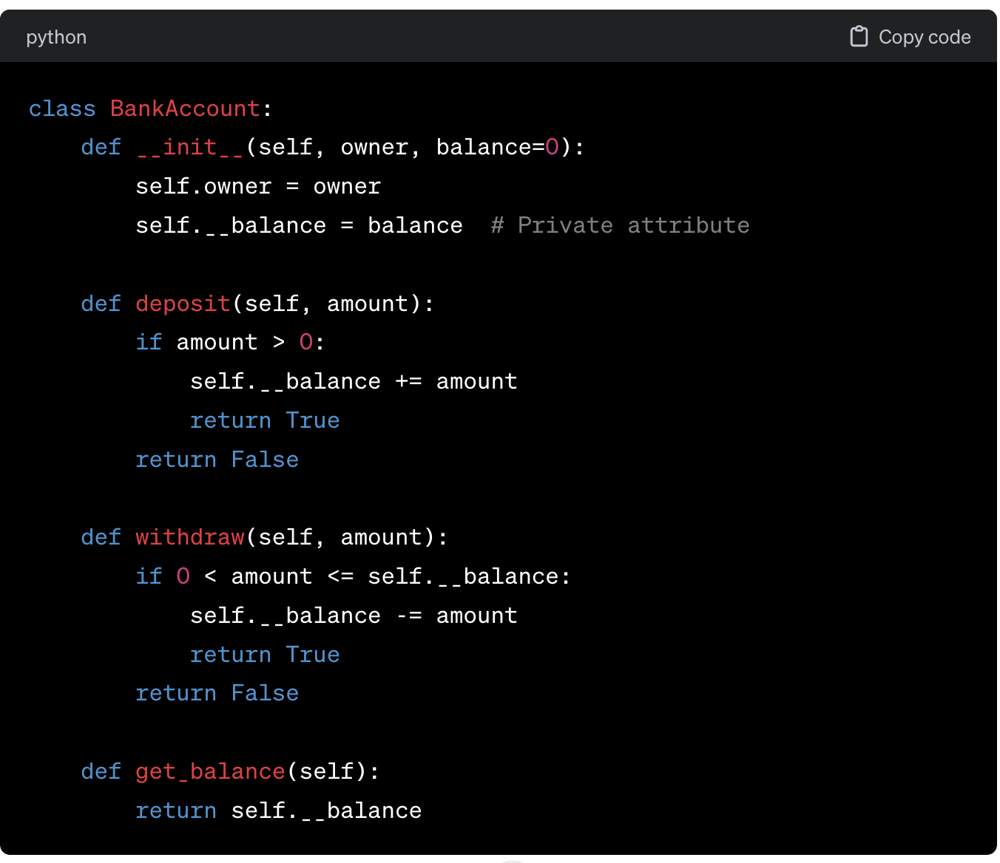 python
Copy code
class BankAccount:
    def __init__(self, owner, balance=0):
        self.owner = owner
        self.__balance = balance  # Private attribute

    def deposit(self, amount):
        if amount > 0:
            self.__balance += amount
            return True
        return False

    def withdraw(self, amount):
        if 0 < amount <= self.__balance:
            self.__balance -= amount
            return True
        return False

    def get_balance(self):
        return self.__balance